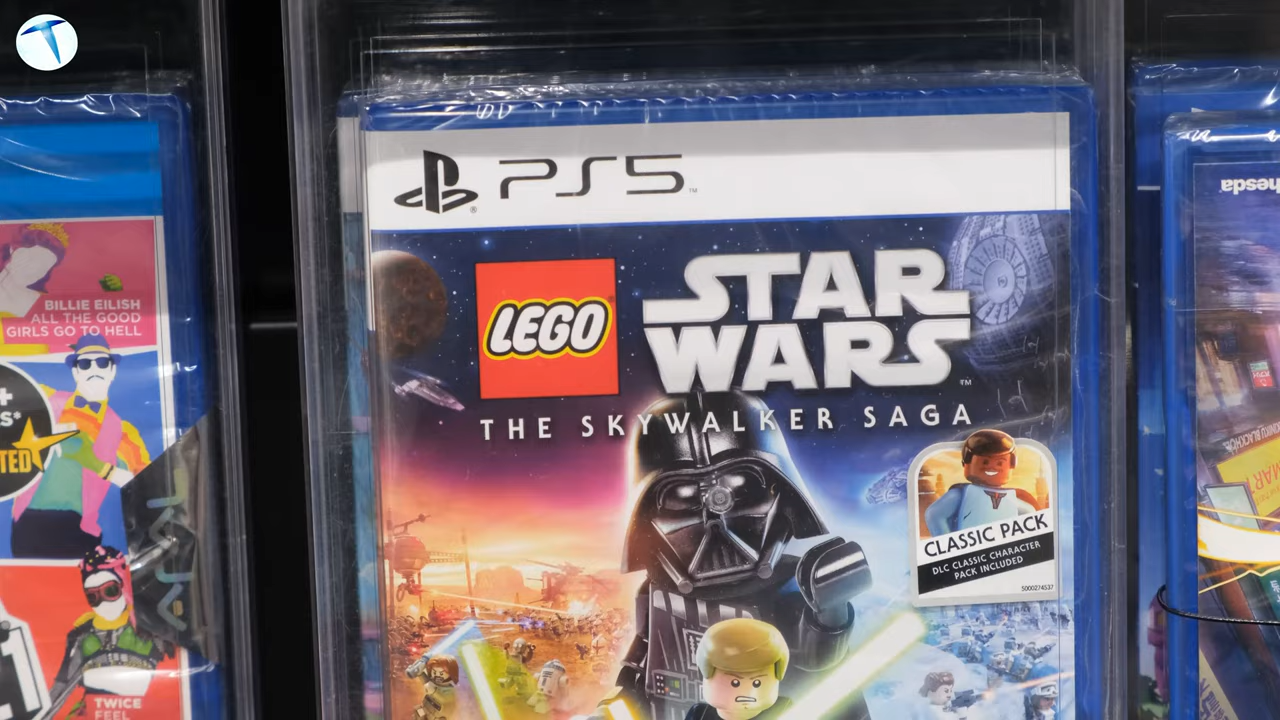 PS5
LEGO
STAR
WARS
THE SKYWALKER SAGA
CLASSIC PACK
DLC CLASSIC CHARACTER
PACK INCLUDED
5000274537
BILLIE EILISH
ALL THE GOOD
GIRLS GO TO HELL
TWICE
FEEL